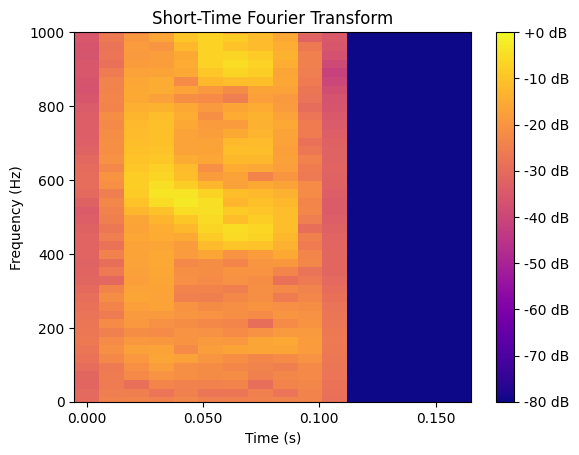 Short-Time Fourier Transform
Frequency (Hz)
1000
800
600
400
200
0
0.000
0.050
0.100
0.150
Time (s)
+0 dB
-10 dB
-20 dB
-30 dB
-40 dB
-50 dB
-60 dB
-70 dB
-80 dB